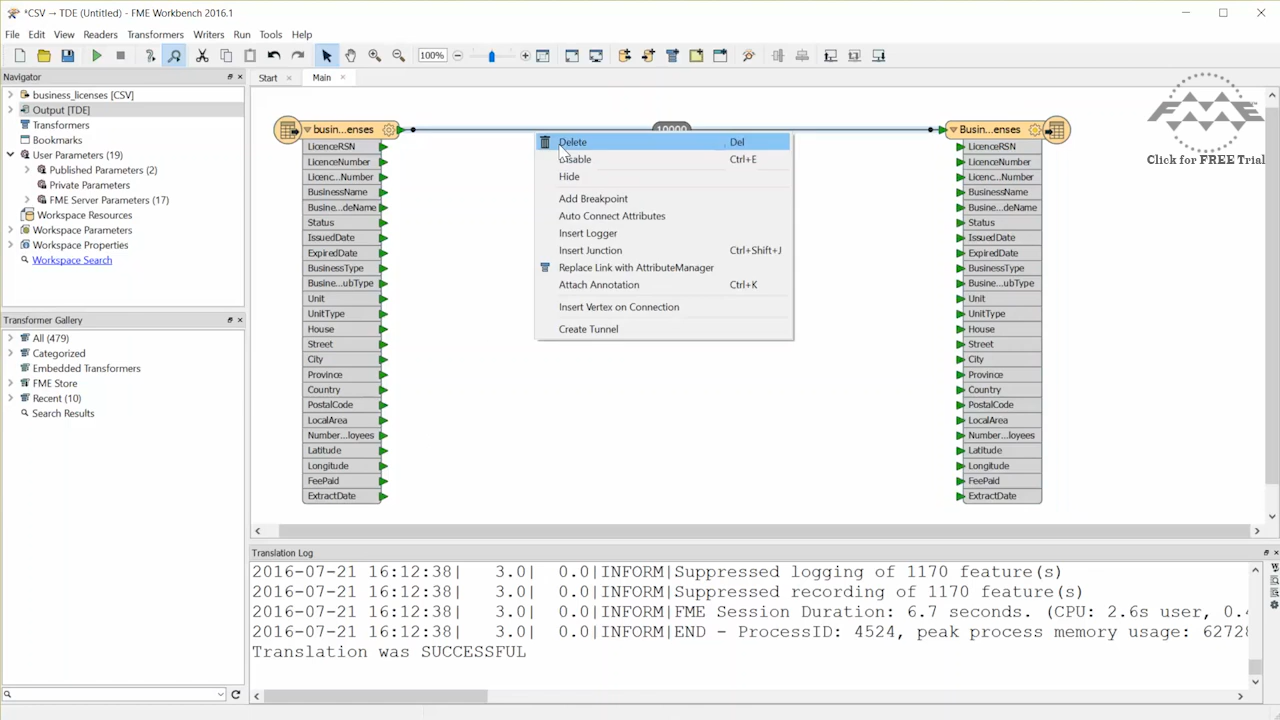 *CSV → TDE (Untitled) - FME Workbench 2016.1
File Edit View Readers Transformers Writers Run Tools Help
100%
Navigator
Start Main
business_licenses [CSV]
Output [TDE]
Transformers
Bookmarks
User Parameters (19)
Published Parameters (2)
Private Parameters
FME Server Parameters (17)
Workspace Resources
Workspace Parameters
Workspace Properties
Workspace Search
Transformer Gallery
All (479)
Categorized
Embedded Transformers
FME Store
Recent (10)
Search Results
busin...enses
LicenceRSN
LicenceNumber
Licenc...Number
BusinessName
Busine...deName
Status
IssuedDate
ExpiredDate
BusinessType
Busine...ubType
Unit
UnitType
House
Street
City
Province
Country
PostalCode
LocalArea
Number...loyees
Latitude
Longitude
FeePaid
ExtractDate
10000
Delete Del
Disable Ctrl+E
Hide
Add Breakpoint
Auto Connect Attributes
Insert Logger
Insert Junction Ctrl+Shift+J
Replace Link with AttributeManager
Attach Annotation Ctrl+K
Insert Vertex on Connection
Create Tunnel
Busin...enses
LicenceRSN
LicenceNumber
Licenc...Number
BusinessName
Busine...deName
Status
IssuedDate
ExpiredDate
BusinessType
Busine...ubType
Unit
UnitType
House
Street
City
Province
Country
PostalCode
LocalArea
Number...loyees
Latitude
Longitude
FeePaid
ExtractDate
FME
Click for FREE Trial
Translation Log
2016-07-21 16:12:38| 3.0| 0.0|INFORM|Suppressed logging of 1170 feature(s)
2016-07-21 16:12:38| 3.0| 0.0|INFORM|Suppressed recording of 1170 feature(s)
2016-07-21 16:12:38| 3.0| 0.0|INFORM|FME Session Duration: 6.7 seconds. (CPU: 2.6s user, 0.4
2016-07-21 16:12:38| 3.0| 0.0|INFORM|END - ProcessID: 4524, peak process memory usage: 62728
Translation was SUCCESSFUL